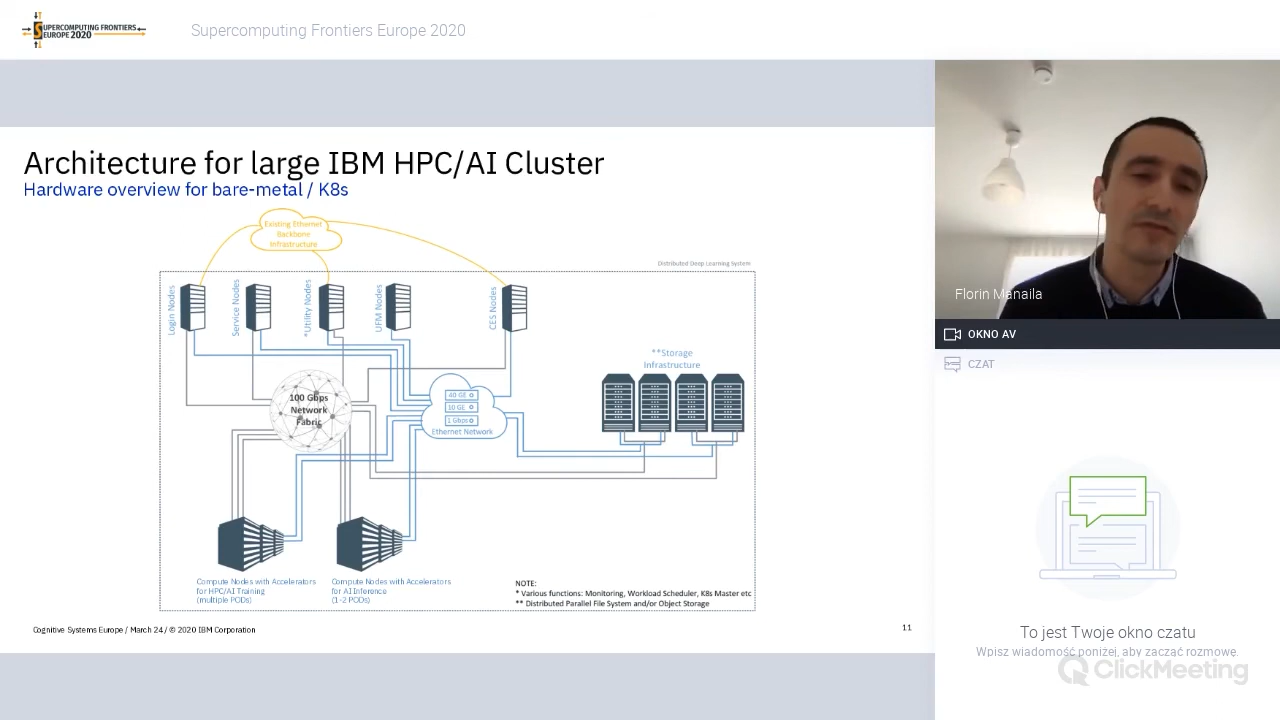 SUPERCOMPUTING FRONTIERS
EUROPE 2020
Supercomputing Frontiers Europe 2020
Architecture for large IBM HPC/AI Cluster
Hardware overview for bare-metal / K8s
Existing Ethernet
Backbone
Infrastructure
Distributed Deep Learning System
Login Nodes
Service Nodes
*Utility Nodes
UFM Nodes
CES Nodes
**Storage
Infrastructure
100 Gbps
Network
Fabric
40 GE
10 GE
1 Gbps
Ethernet Network
Compute Nodes with Accelerators
for HPC/AI Training
(multiple PODs)
Compute Nodes with Accelerators
for AI Inference
(1-2 PODs)
NOTE:
* Various functions: Monitoring, Workload Scheduler, K8s Master etc
** Distributed Parallel File System and/or Object Storage
Cognitive Systems Europe / March 24 / © 2020 IBM Corporation
11
Florin Manaila
OKNO AV
CZAT
To jest Twoje okno czatu
Wpisz wiadomość poniżej, aby zacząć rozmowę.
ClickMeeting